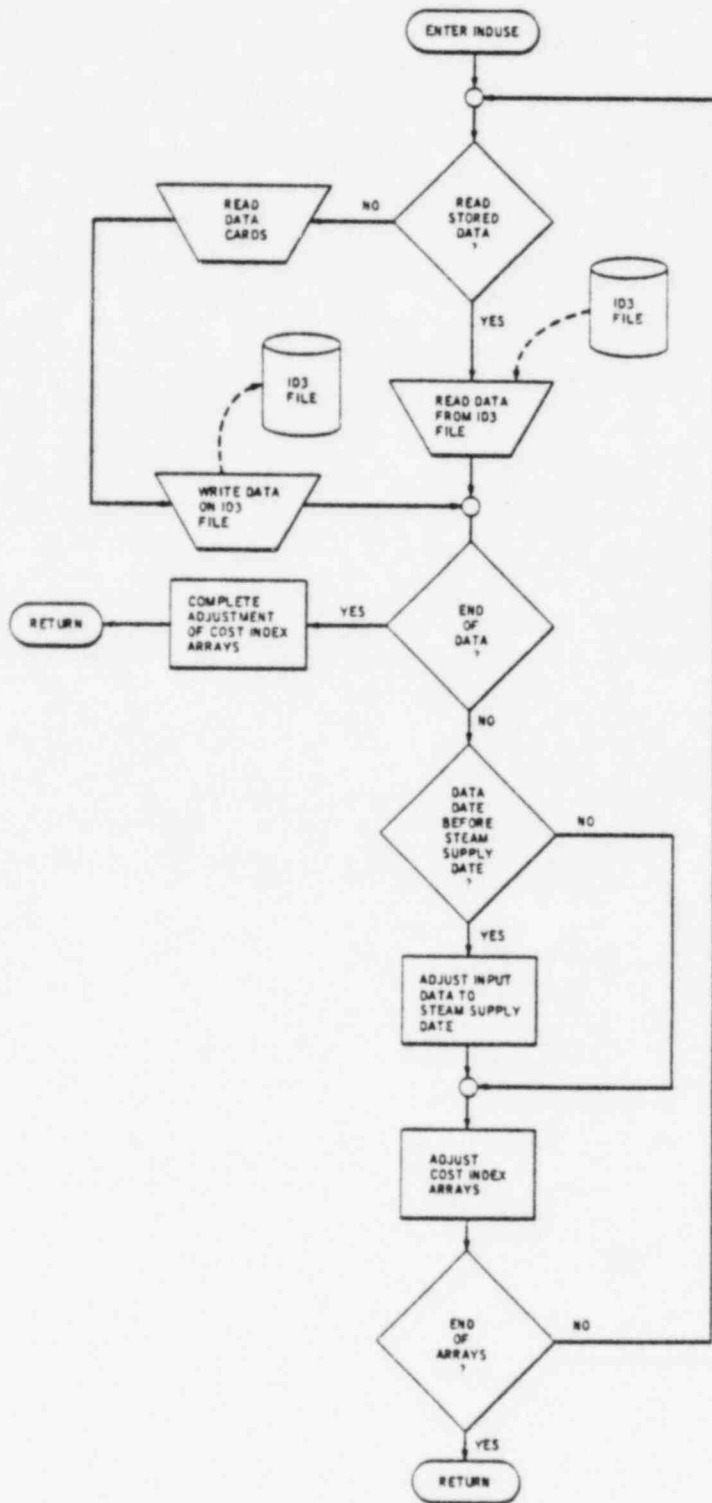 ENTER INDUSE
READ
STORED
DATA
?
NO
READ
DATA
CARDS
YES
ID3
FILE
ID3
FILE
READ DATA
FROM ID3
FILE
WRITE DATA
ON ID3
FILE
END
OF
DATA
?
YES
COMPLETE
ADJUSTMENT
OF COST INDEX
ARRAYS
RETURN
NO
DATA
DATE
BEFORE
STEAM
SUPPLY
DATE
?
NO
YES
ADJUST INPUT
DATA TO
STEAM SUPPLY
DATE
ADJUST
COST INDEX
ARRAYS
END
OF
ARRAYS
?
NO
YES
RETURN